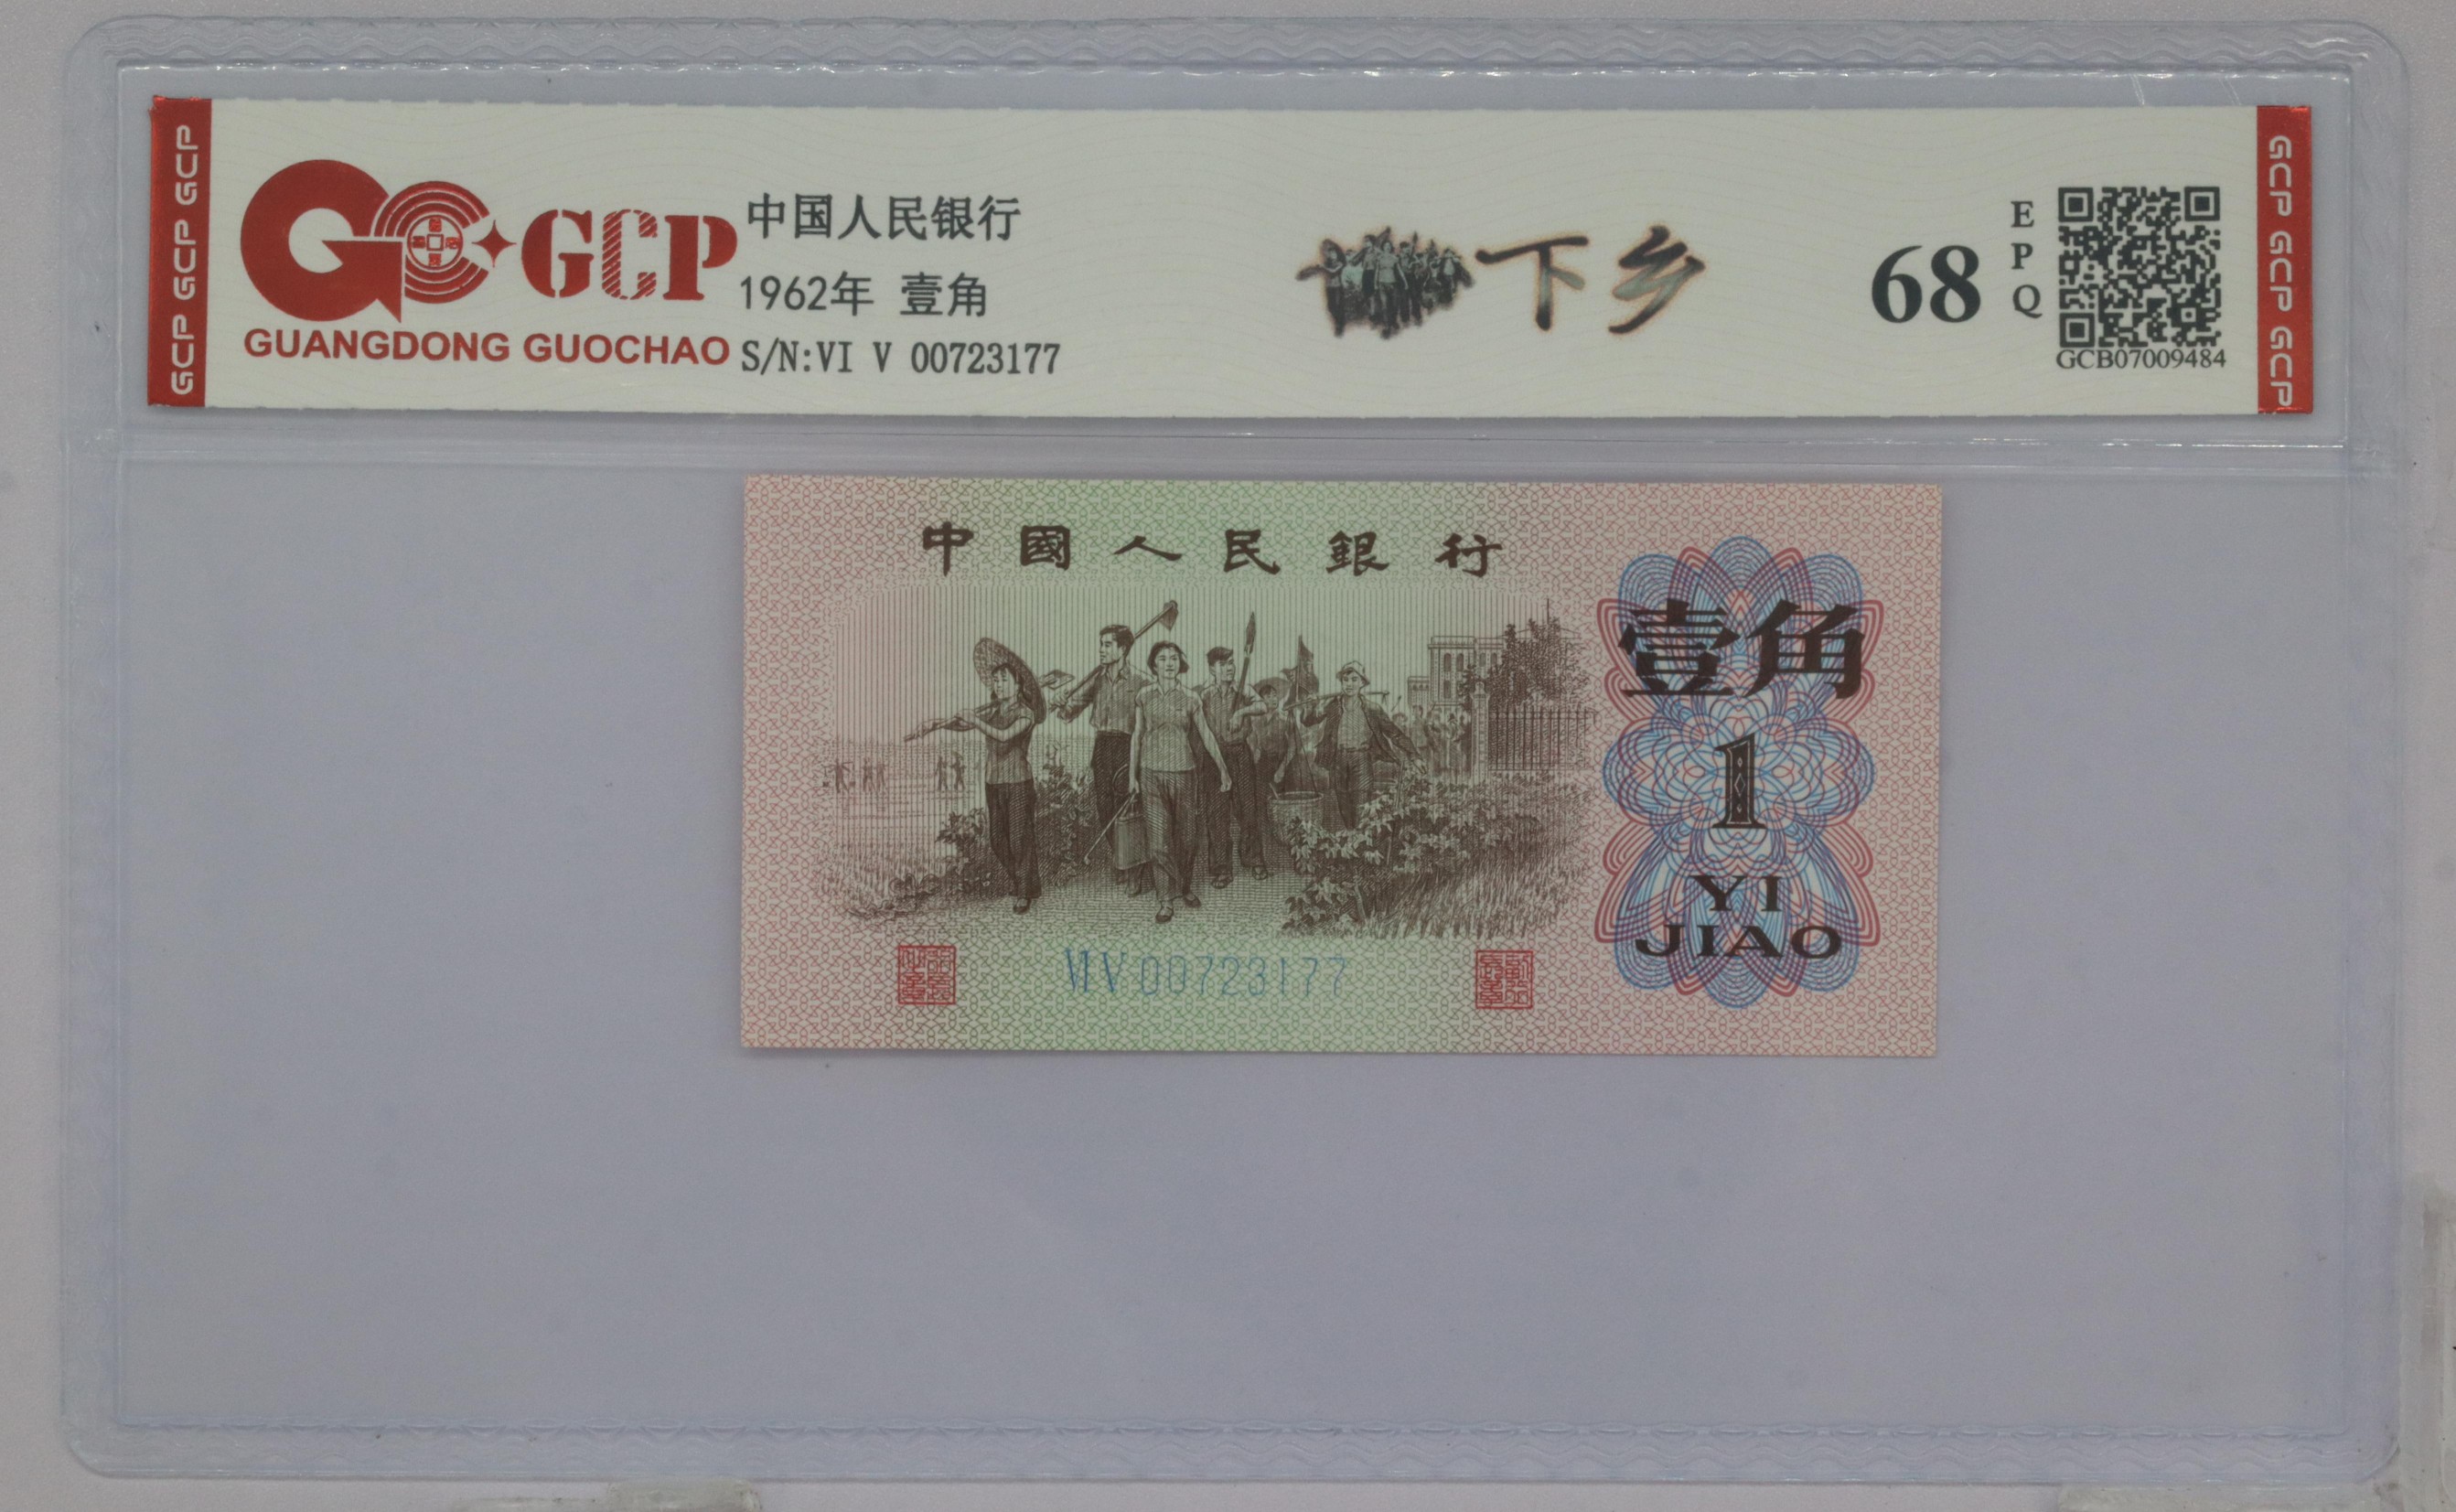 GCP GCP GCP
GCP
GUANGDONG GUOCHAO
中国人民银行
1962年 壹角
S/N:VI V 00723177
下乡
68
EPQ
GCB07009484
GCP GCP GCP
中國人民銀行
壹角
1
YI
JIAO
VI V 00723177